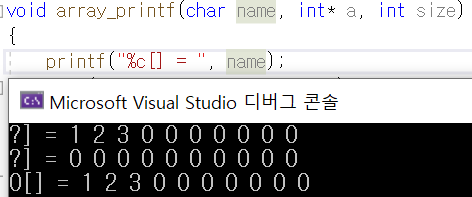 void array_printf(char name, int* a, int size)
{
printf("%c[] = ", name);
Microsoft Visual Studio 디버그 콘솔
?] = 1 2 3 0 0 0 0 0 0 0
?] = 0 0 0 0 0 0 0 0 0 0
0[] = 1 2 3 0 0 0 0 0 0 0